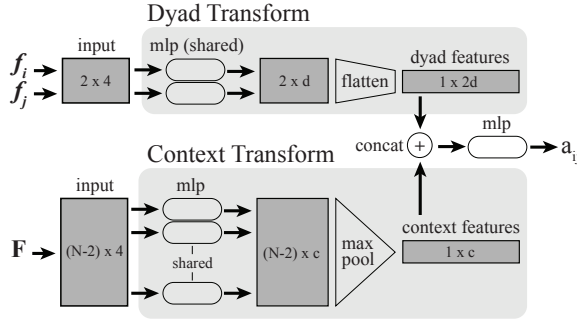 Dyad Transform
input
mlp (shared)
f_i
f_j
2 x 4
2 x d
flatten
dyad features
1 x 2d
concat
+
mlp
a_i
Context Transform
input
mlp
F
(N-2) x 4
shared
(N-2) x c
max
pool
context features
1 x c